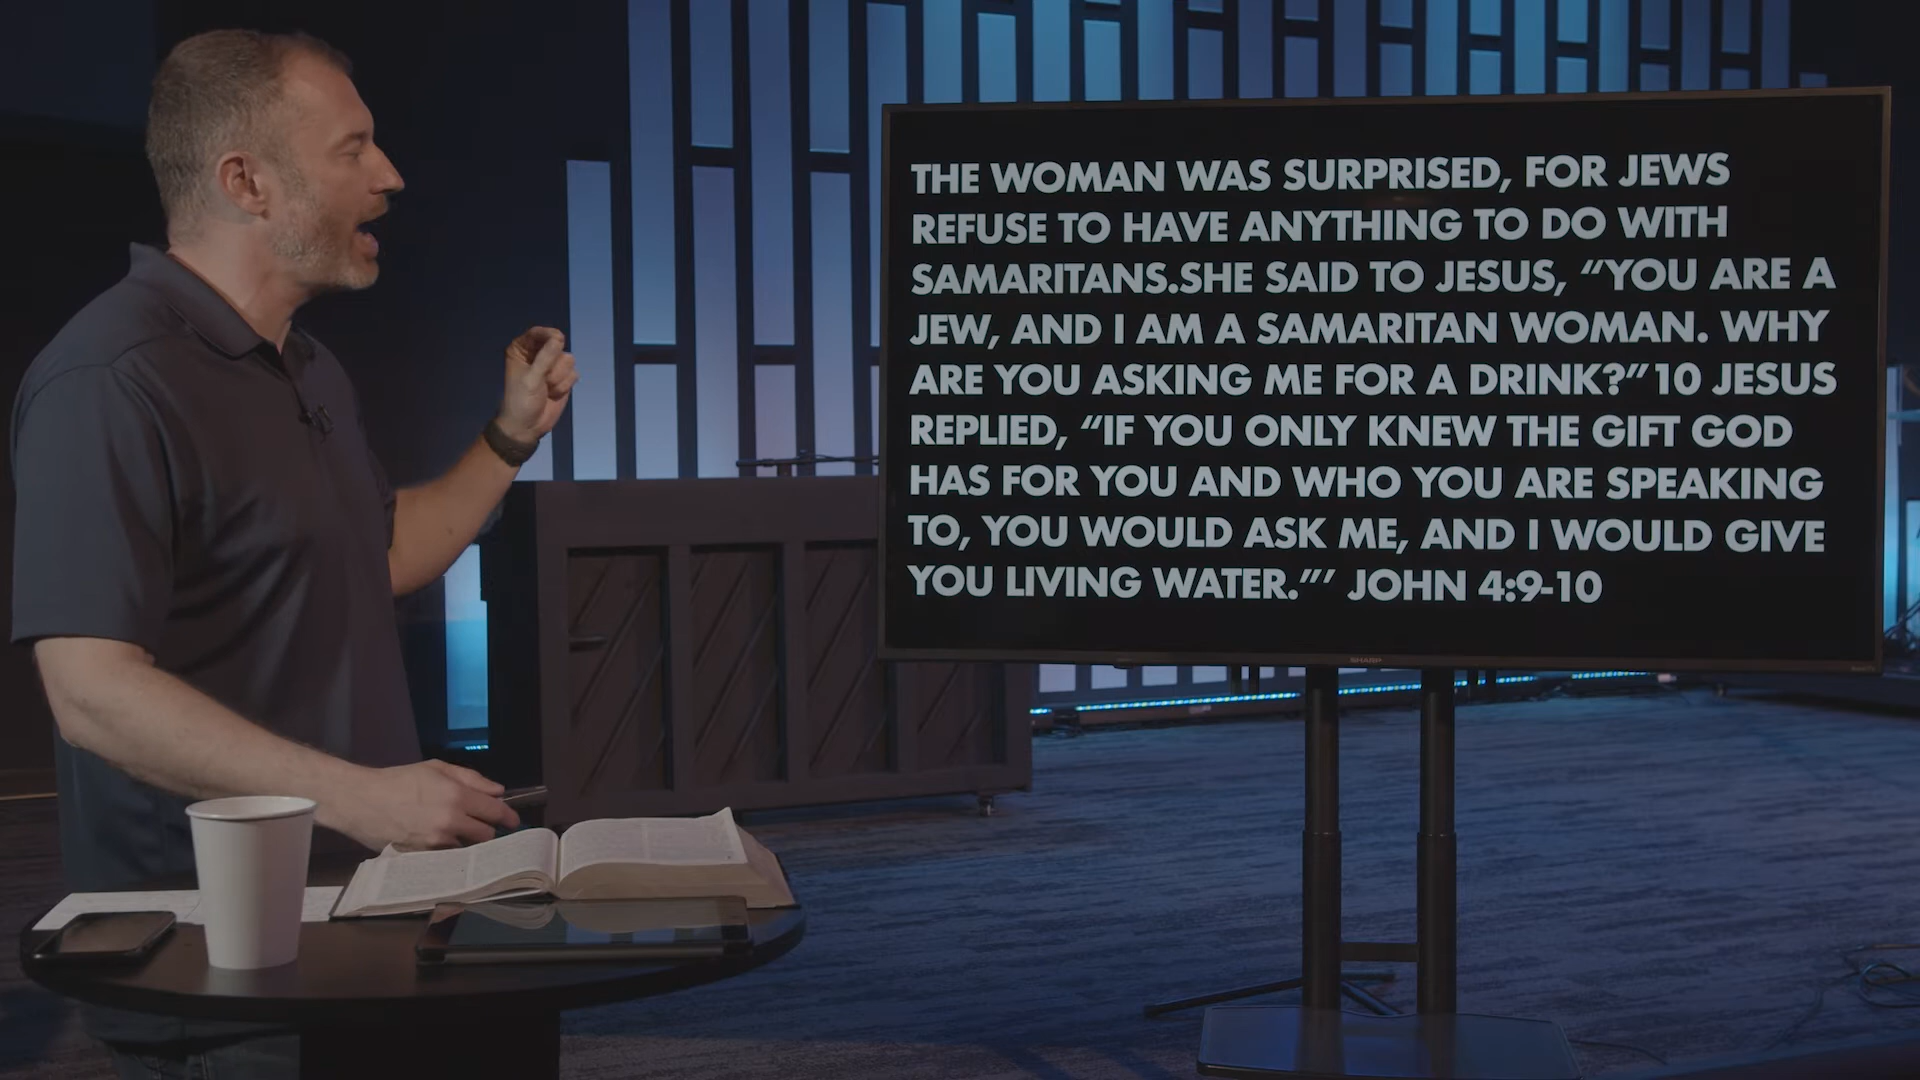 THE WOMAN WAS SURPRISED, FOR JEWS
REFUSE TO HAVE ANYTHING TO DO WITH
SAMARITANS.SHE SAID TO JESUS, “YOU ARE A
JEW, AND I AM A SAMARITAN WOMAN. WHY
ARE YOU ASKING ME FOR A DRINK?”10 JESUS
REPLIED, “IF YOU ONLY KNEW THE GIFT GOD
HAS FOR YOU AND WHO YOU ARE SPEAKING
TO, YOU WOULD ASK ME, AND I WOULD GIVE
YOU LIVING WATER.”’ JOHN 4:9-10
SHARP